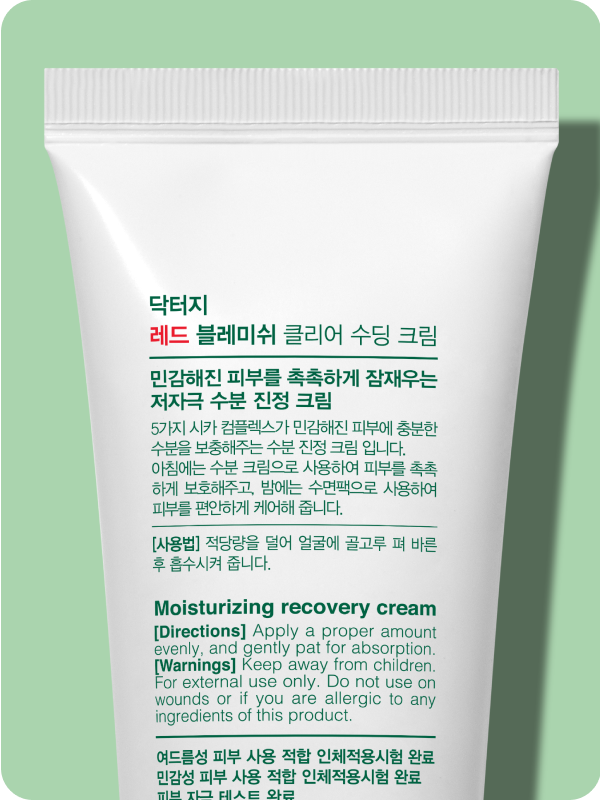 닥터지
레드 블레미쉬 클리어 수딩 크림
민감해진 피부를 촉촉하게 잠재우는
저자극 수분 진정 크림
5가지 시카 컴플렉스가 민감해진 피부에 충분한
수분을 보충해주는 수분 진정 크림 입니다.
아침에는 수분 크림으로 사용하여 피부를 촉촉
하게 보호해주고, 밤에는 수면팩으로 사용하여
피부를 편안하게 케어해 줍니다.
[사용법] 적당량을 덜어 얼굴에 골고루 펴 바른
후 흡수시켜 줍니다.
Moisturizing recovery cream
[Directions] Apply a proper amount
evenly, and gently pat for absorption.
[Warnings] Keep away from children.
For external use only. Do not use on
wounds or if you are allergic to any
ingredients of this product.
여드름성 피부 사용 적합 인체적용시험 완료
민감성 피부 사용 적합 인체적용시험 완료
피부 자극 테스트 완료